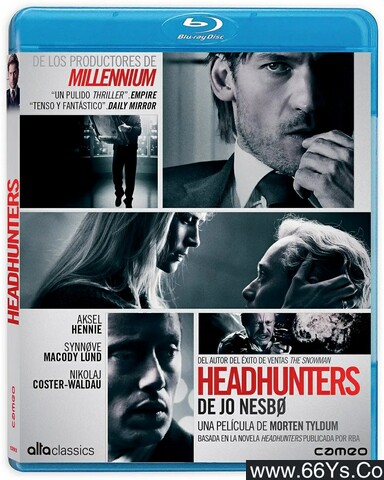 Blu-ray Disc
DE LOS PRODUCTORES DE
MILLENNIUM
"UN PULIDO THRILLER". EMPIRE
"TENSO Y FANTÁSTICO". DAILY MIRROR
HEADHUNTERS
cameo
AKSEL
HENNIE
SYNNØVE
MACODY LUND
NIKOLAJ
COSTER-WALDAU
DEL AUTOR DEL ÉXITO DE VENTAS THE SNOWMAN
HEADHUNTERS
DE JO NESBØ
UNA PELÍCULA DE MORTEN TYLDUM
BASADA EN LA NOVELA HEADHUNTERS PUBLICADA POR RBA
altaclassics
cameo
www.66Ys.Co